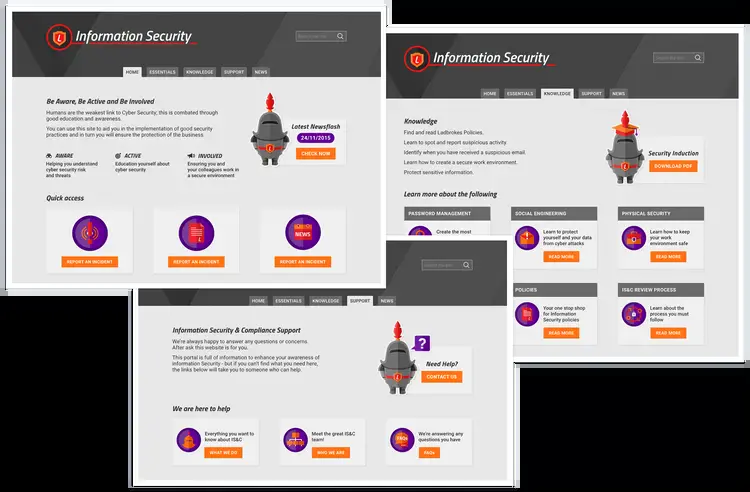 Information Security
HOME ESSENTIALS KNOWLEDGE SUPPORT NEWS
Be Aware, Be Active and Be Involved
Humans are the weakest link to Cyber Security; this is combated through
good education and awareness.
You can use this site to aid you in the implementation of good security
practices and in turn you will ensure the protection of the business.
Latest Newsflash
24/11/2015
CHECK NOW
AWARE
Helping you understand
cyber security risk
and threats
ACTIVE
Education yourself about
cyber security
INVOLVED
Ensuring you and
your colleagues work in
a secure environment
Quick access
REPORT AN INCIDENT
REPORT AN INCIDENT
NEWS
REPORT AN INCIDENT
Information Security
HOME ESSENTIALS KNOWLEDGE SUPPORT NEWS
Knowledge
Find and read Ladbrokes Policies.
Learn to spot and report suspicious activity.
Identify when you have received a suspicious email.
Learn how to create a secure work environment.
Protect sensitive information.
Security Induction
DOWNLOAD PDF
Learn more about the following
PASSWORD MANAGEMENT
Create the most
SOCIAL ENGINEERING
Learn to protect
yourself and your data
from cyber attacks
READ MORE
PHYSICAL SECURITY
Learn how to keep
your work
environment safe
READ MORE
POLICIES
Your one stop shop
for Information
Security policies
READ MORE
IS&C REVIEW PROCESS
Learn about the
process you must
follow
READ MORE
HOME ESSENTIALS KNOWLEDGE SUPPORT NEWS
Information Security & Compliance Support
We're always happy to answer any questions or concerns.
After ask this website is for you.
This portal is full of information to enhance your awareness of
Information Security - but if you can't find what you need here,
the links below will take you to someone who can help.
?
Need Help?
CONTACT US
We are here to help
Everything you want to
know about IS&C
WHAT WE DO
Meet the great IS&C
team!
WHO WE ARE
FAQs
We're answering any
questions you have
FAQs